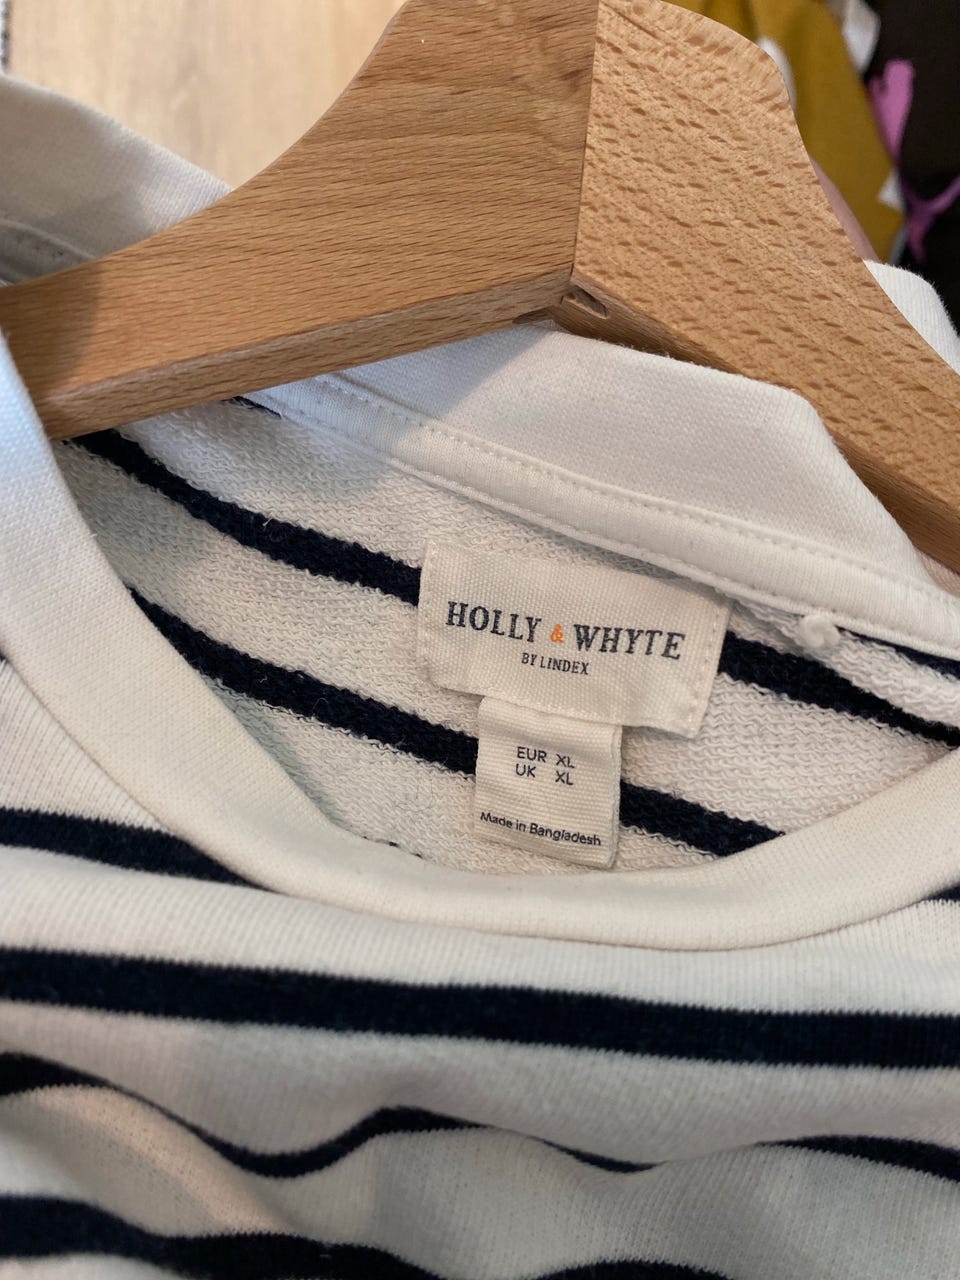 HOLLY & WHYTE
BY LINDEX
EUR XL
UK XL
Made in Bangladesh